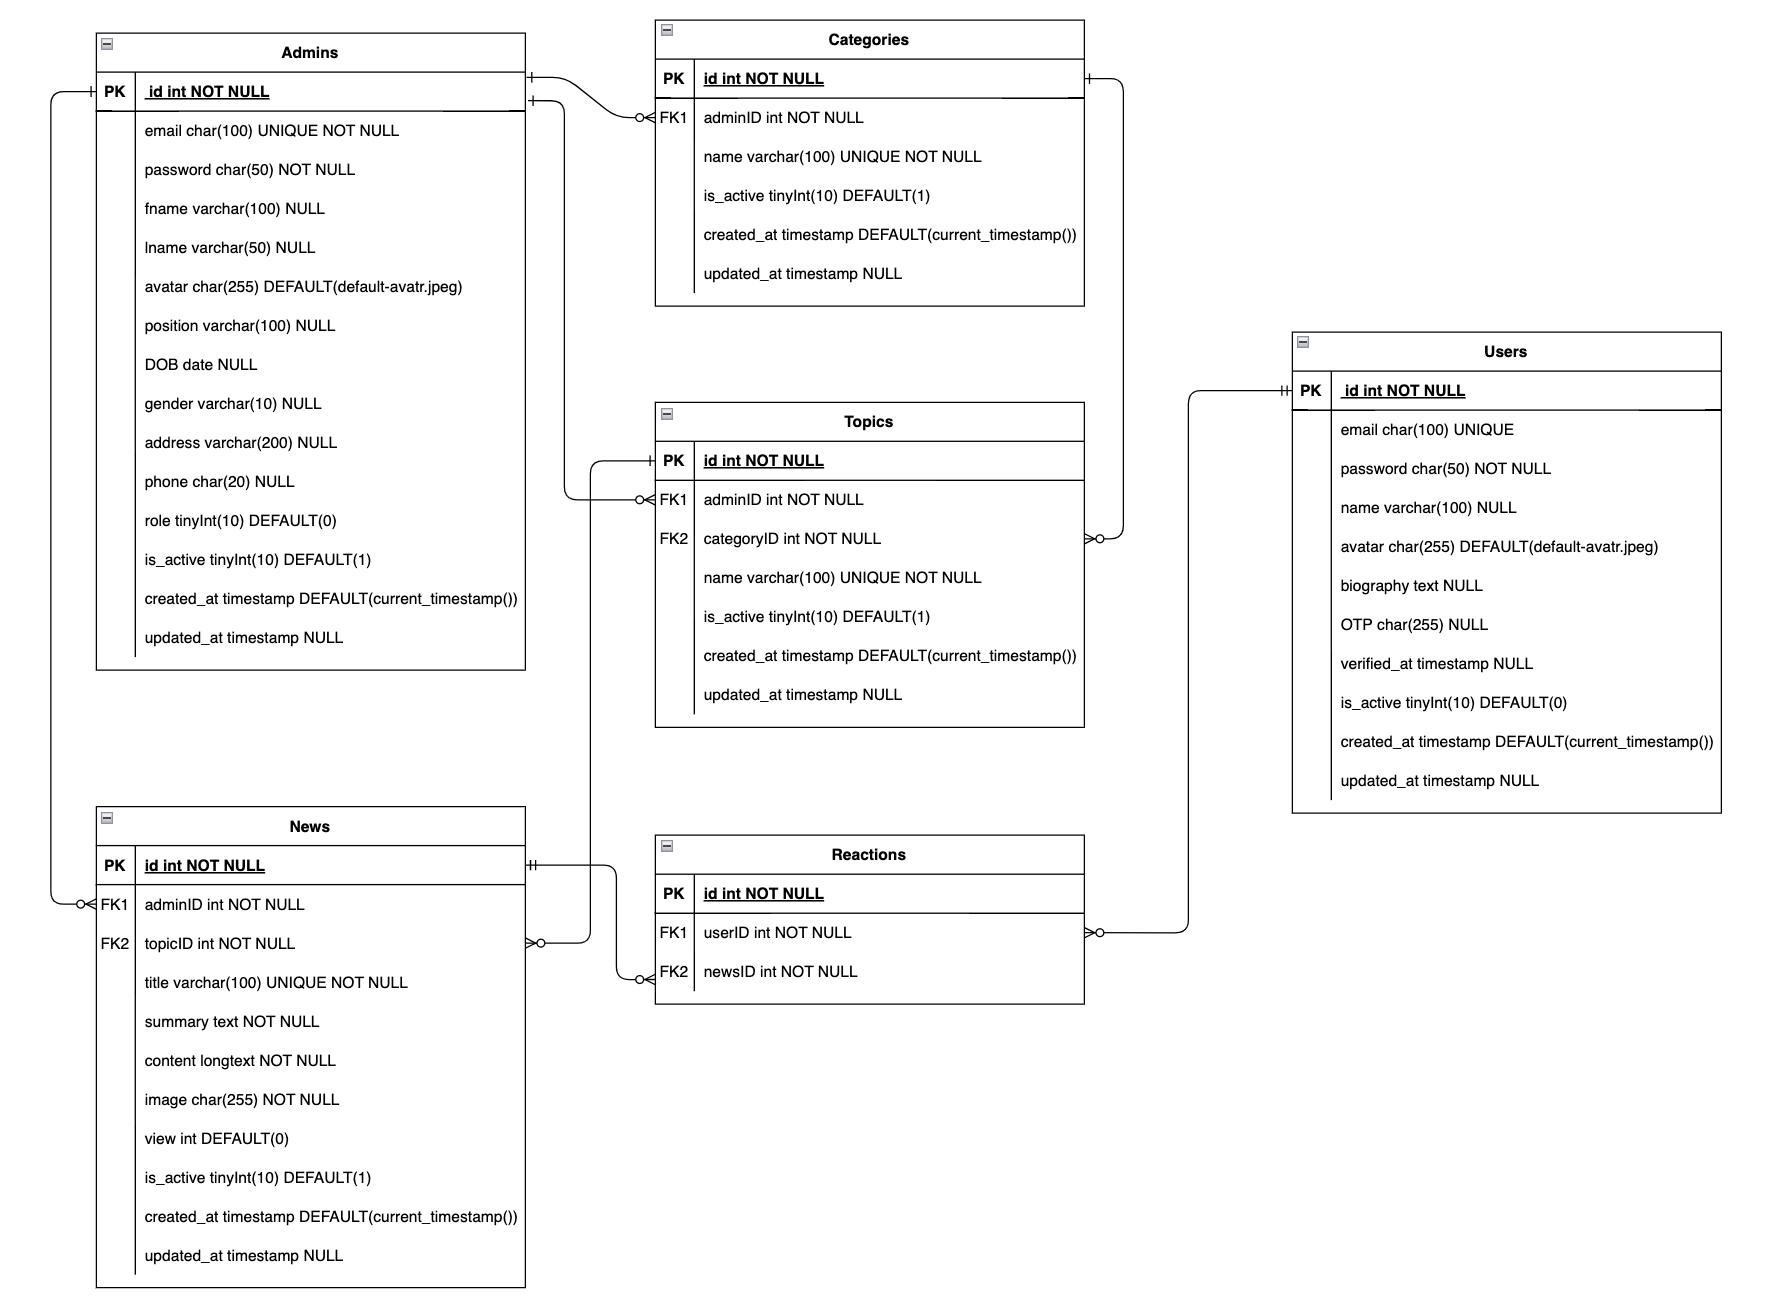 Admins
PK id int NOT NULL
email char(100) UNIQUE NOT NULL
password char(50) NOT NULL
fname varchar(100) NULL
lname varchar(50) NULL
avatar char(255) DEFAULT(default-avatr.jpeg)
position varchar(100) NULL
DOB date NULL
gender varchar(10) NULL
address varchar(200) NULL
phone char(20) NULL
role tinyInt(10) DEFAULT(0)
is_active tinyInt(10) DEFAULT(1)
created_at timestamp DEFAULT(current_timestamp())
updated_at timestamp NULL
Categories
PK id int NOT NULL
FK1 adminID int NOT NULL
name varchar(100) UNIQUE NOT NULL
is_active tinyInt(10) DEFAULT(1)
created_at timestamp DEFAULT(current_timestamp())
updated_at timestamp NULL
Topics
PK id int NOT NULL
FK1 adminID int NOT NULL
FK2 categoryID int NOT NULL
name varchar(100) UNIQUE NOT NULL
is_active tinyInt(10) DEFAULT(1)
created_at timestamp DEFAULT(current_timestamp())
updated_at timestamp NULL
Users
PK id int NOT NULL
email char(100) UNIQUE
password char(50) NOT NULL
name varchar(100) NULL
avatar char(255) DEFAULT(default-avatr.jpeg)
biography text NULL
OTP char(255) NULL
verified_at timestamp NULL
is_active tinyInt(10) DEFAULT(0)
created_at timestamp DEFAULT(current_timestamp())
updated_at timestamp NULL
News
PK id int NOT NULL
FK1 adminID int NOT NULL
FK2 topicID int NOT NULL
title varchar(100) UNIQUE NOT NULL
summary text NOT NULL
content longtext NOT NULL
image char(255) NOT NULL
view int DEFAULT(0)
is_active tinyInt(10) DEFAULT(1)
created_at timestamp DEFAULT(current_timestamp())
updated_at timestamp NULL
Reactions
PK id int NOT NULL
FK1 userID int NOT NULL
FK2 newsID int NOT NULL